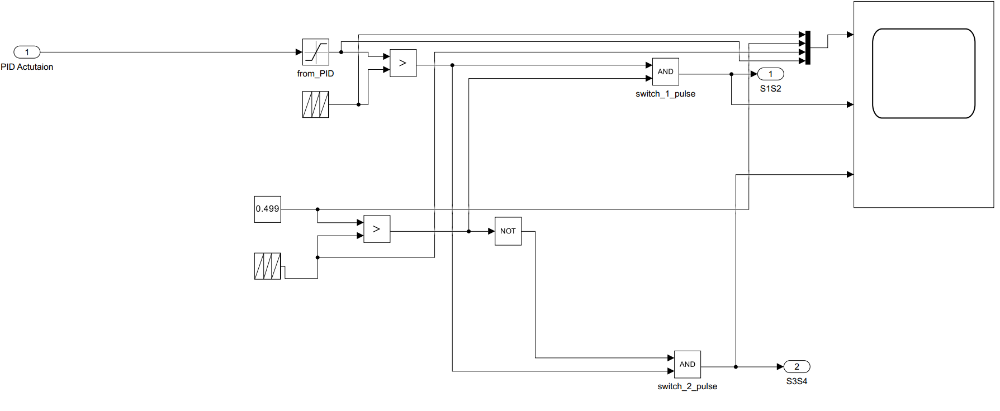 1
PID Actutaion
from_PID
>
AND
switch_1_pulse
1
S1S2
0.499
>
NOT
AND
switch_2_pulse
2
S3S4